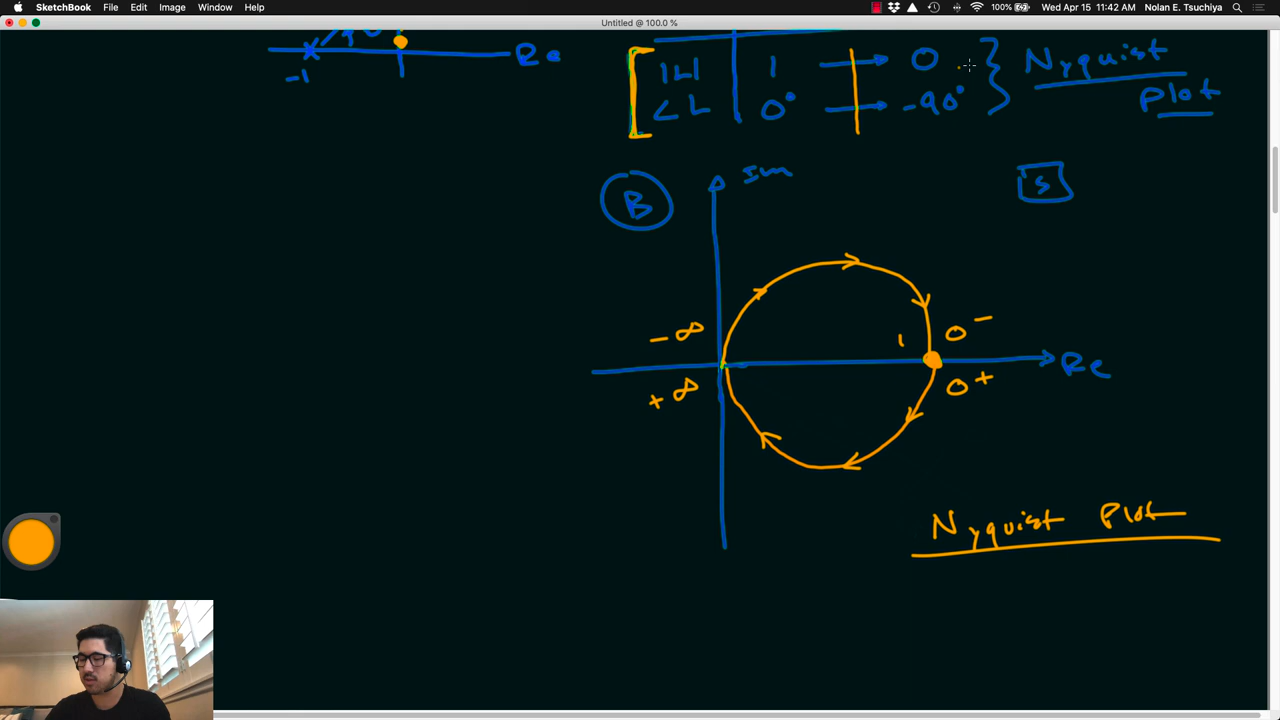 SketchBook File Edit Image Window Help 100% Wed Apr 15 11:42 AM Nolan E. Tsuchiya
Untitled @ 100.0 %
-1
Re
|L| 1 → 0
∠L 0° → -90°
Nyquist
Plot
B
Im
s
-∞
1
0-
Re
+∞
0+
Nyquist Plot